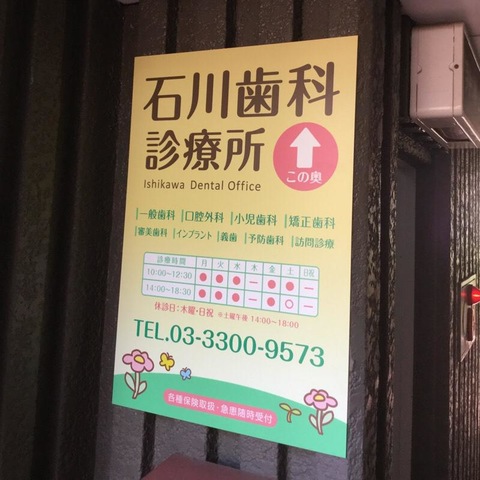 石川歯科
診療所
この奥
Ishikawa Dental Office
一般歯科 口腔外科 小児歯科 矯正歯科
審美歯科 インプラント 義歯 予防歯科 訪問診療
診療時間 月 火 水 木 金 土 日祝
10:00〜12:30 ● ● ● ー ● ● ー
14:00〜18:30 ● ● ● ー ● ○ ー
休診日:木曜・日祝 ※土曜午後 14:00〜18:00
TEL.03-3300-9573
各種保険取扱・急患随時受付